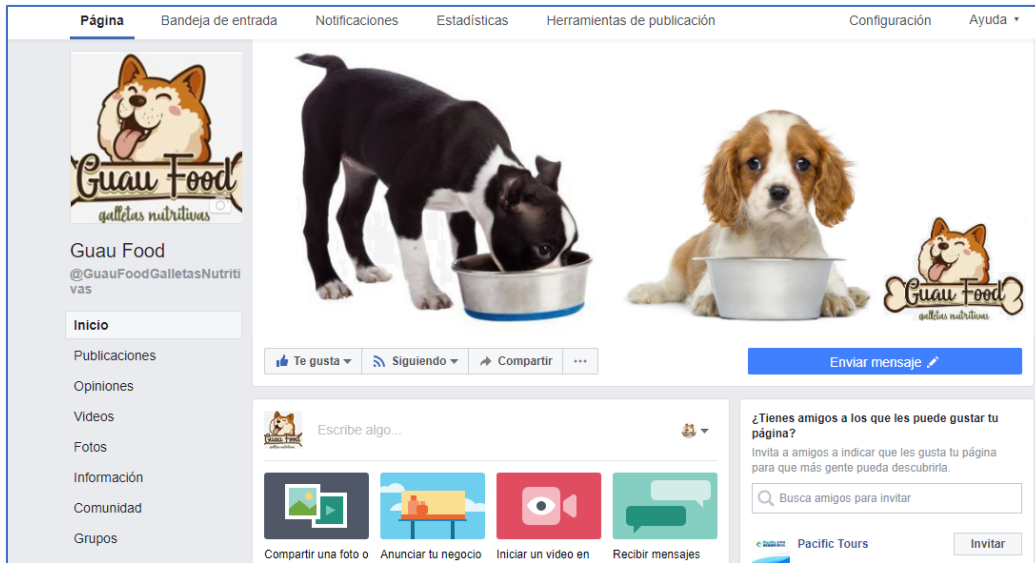 Página Bandeja de entrada Notificaciones Estadísticas Herramientas de publicación Configuración Ayuda
Guau Food
galletas nutritivas
Guau Food
@GuauFoodGalletasNutriti
vas
Inicio
Publicaciones
Opiniones
Videos
Fotos
Información
Comunidad
Grupos
Guau Food
galletas nutritivas
Te gusta Siguiendo Compartir ...
Enviar mensaje
Guau Food
Escribe algo...
Compartir una foto o
Anunciar tu negocio
Iniciar un video en
Recibir mensajes
¿Tienes amigos a los que les puede gustar tu
página?
Invita a amigos a indicar que les gusta tu página
para que más gente pueda descubrirla.
Busca amigos para invitar
Pacific Tours Invitar